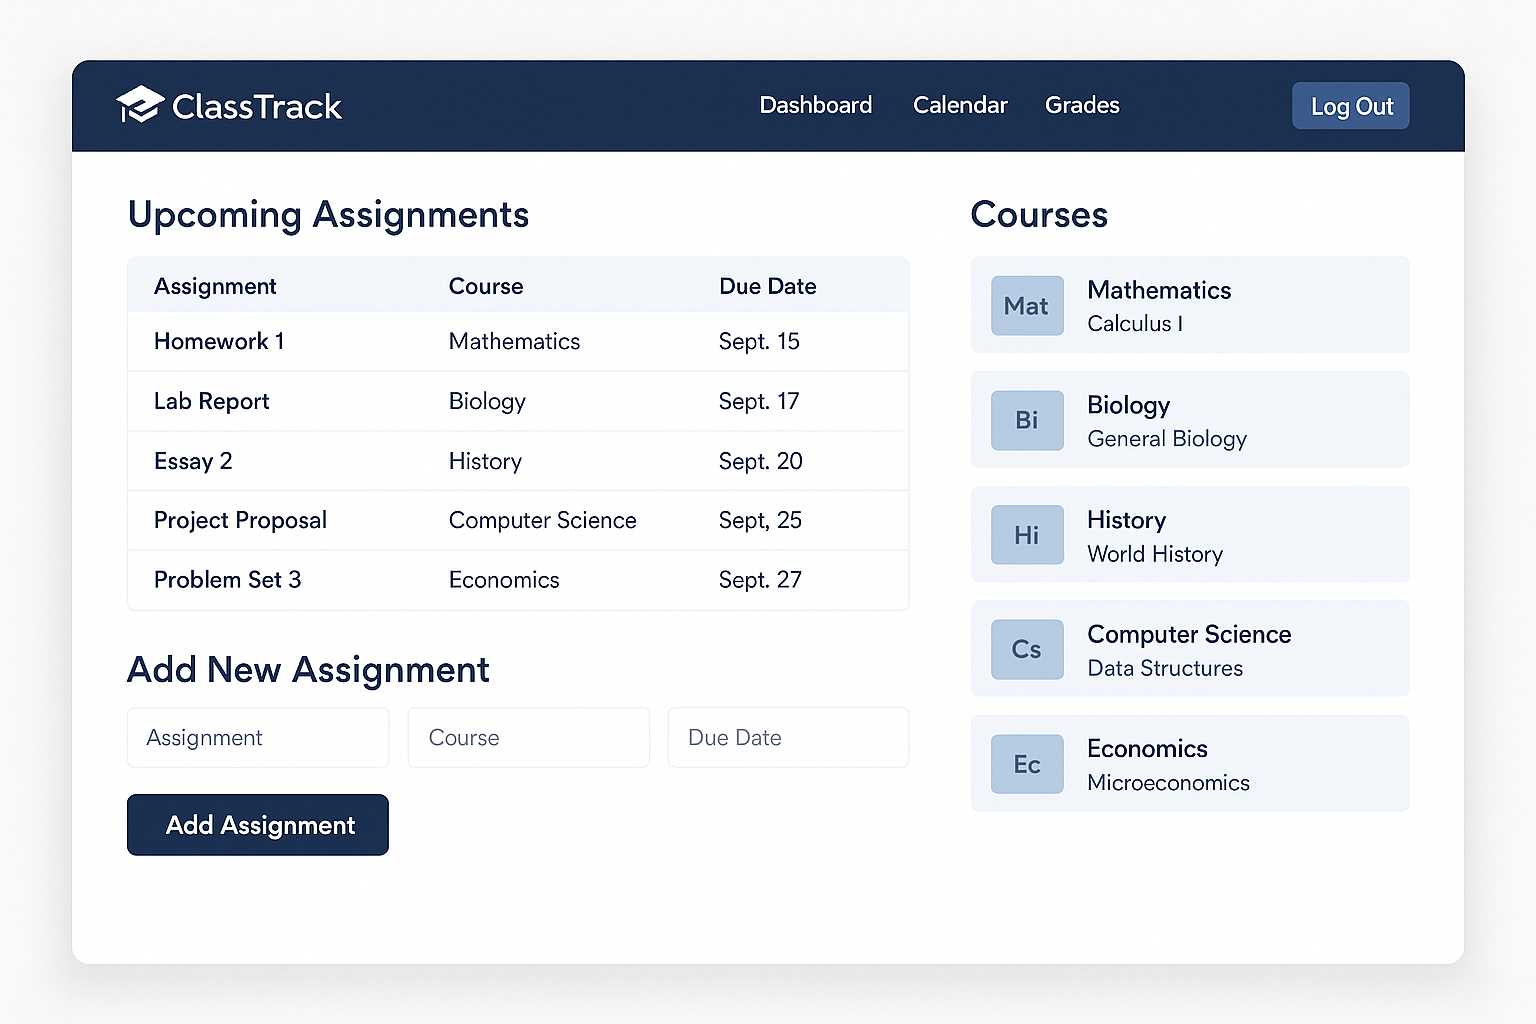 ClassTrack
Dashboard Calendar Grades
Log Out
Upcoming Assignments
Assignment Course Due Date
Homework 1 Mathematics Sept. 15
Lab Report Biology Sept. 17
Essay 2 History Sept. 20
Project Proposal Computer Science Sept, 25
Problem Set 3 Economics Sept. 27
Add New Assignment
Assignment Course Due Date
Add Assignment
Courses
Mat
Mathematics
Calculus I
Bi
Biology
General Biology
Hi
History
World History
Cs
Computer Science
Data Structures
Ec
Economics
Microeconomics